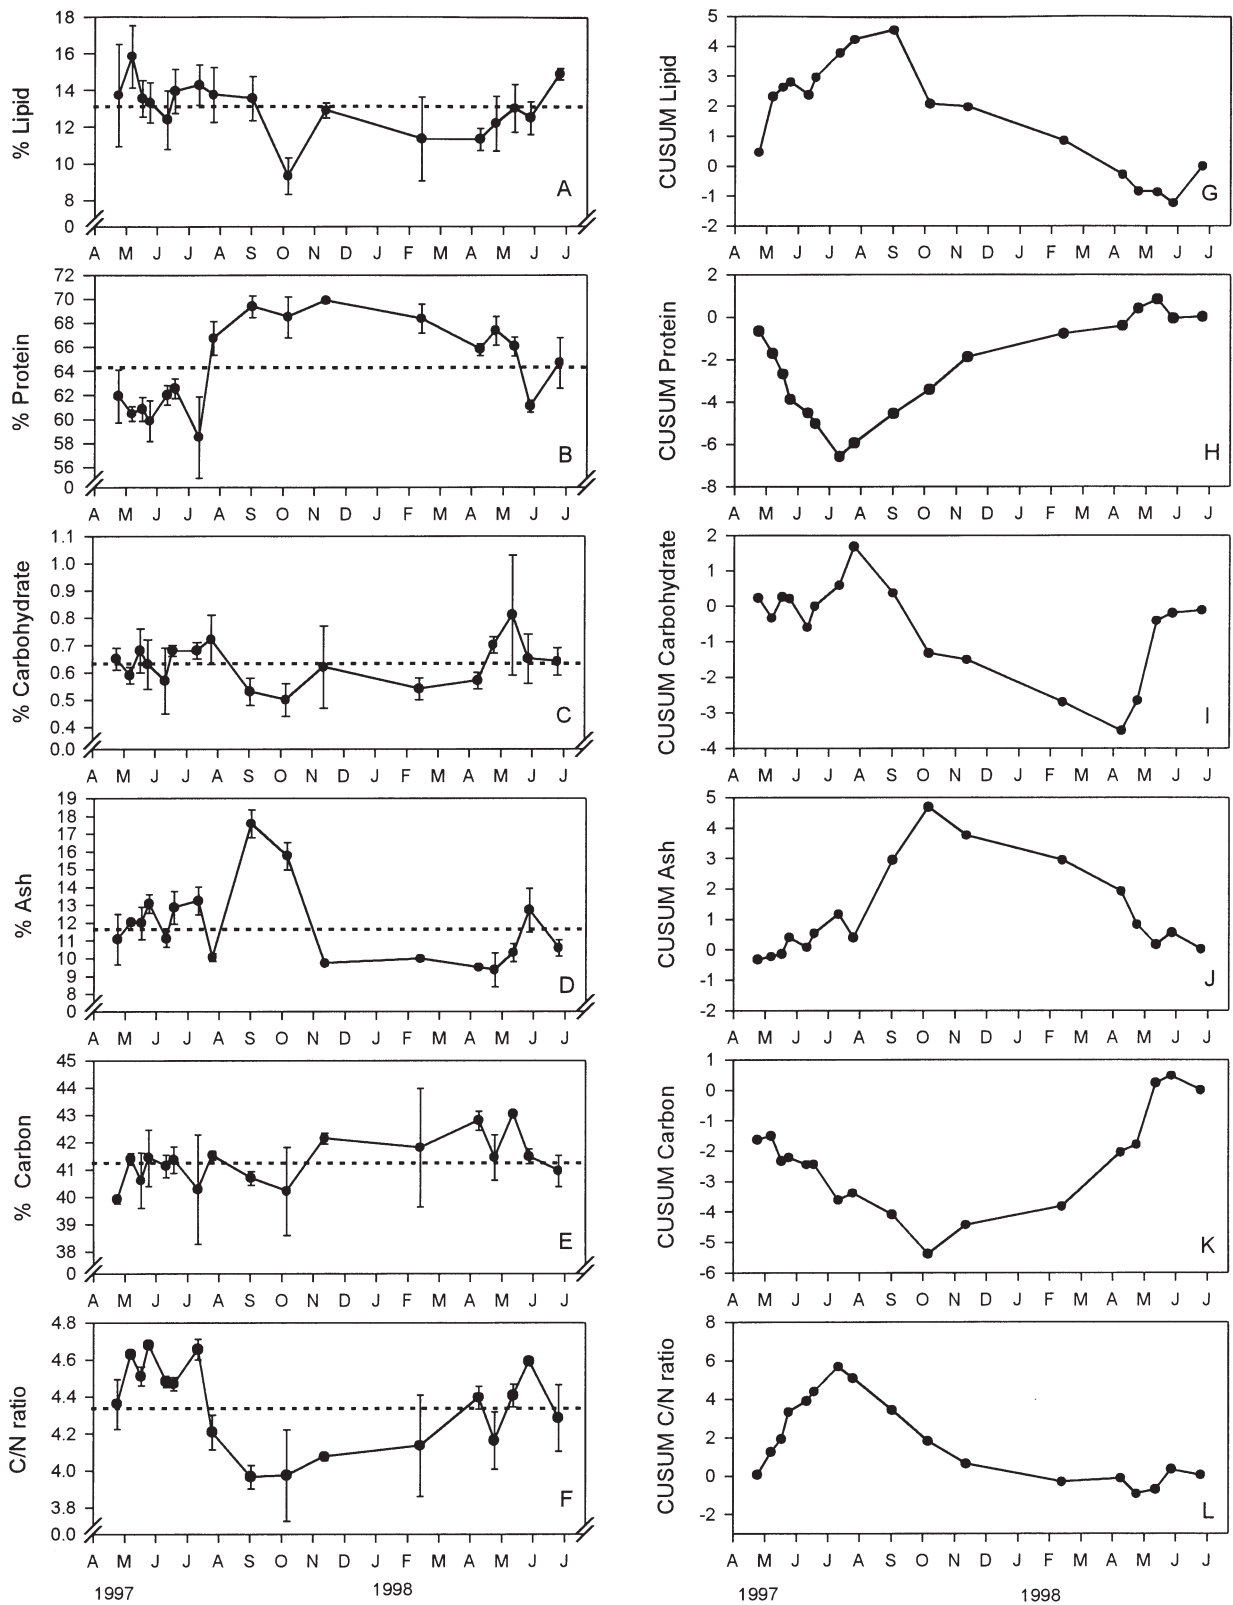 % Lipid
18
16
14
12
10
8
0
A
A M J J A S O N D J F M A M J J
CUSUM Lipid
5
4
3
2
1
0
-1
-2
G
A M J J A S O N D J F M A M J J
% Protein
72
70
68
66
64
62
60
58
56
0
B
A M J J A S O N D J F M A M J J
CUSUM Protein
2
0
-2
-4
-6
-8
H
A M J J A S O N D J F M A M J J
% Carbohydrate
1.1
1.0
0.9
0.8
0.7
0.6
0.5
0.4
0.0
C
A M J J A S O N D J F M A M J J
CUSUM Carbohydrate
2
1
0
-1
-2
-3
-4
I
A M J J A S O N D J F M A M J J
% Ash
19
18
17
16
15
14
13
12
11
10
9
8
0
D
A M J J A S O N D J F M A M J J
CUSUM Ash
5
4
3
2
1
0
-1
-2
J
A M J J A S O N D J F M A M J J
% Carbon
45
44
43
42
41
40
39
38
0
E
A M J J A S O N D J F M A M J J
CUSUM Carbon
1
0
-1
-2
-3
-4
-5
-6
K
A M J J A S O N D J F M A M J J
C/N ratio
4.8
4.6
4.4
4.2
4.0
3.8
0.0
F
A M J J A S O N D J F M A M J J
1997 1998
CUSUM C/N ratio
8
6
4
2
0
-2
L
A M J J A S O N D J F M A M J J
1997 1998